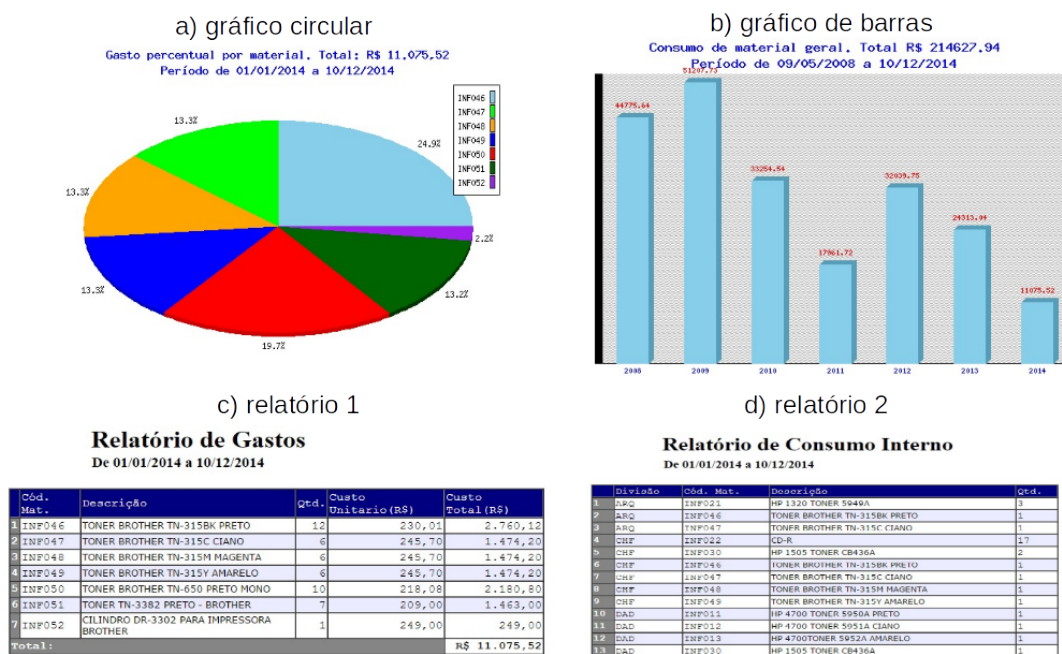 a) gráfico circular
Gasto percentual por material. Total: R$ 11.075,52
Período de 01/01/2014 a 10/12/2014
INF046
INF047
INF048
INF049
INF050
INF051
INF052
13.3%
24.9%
13.3%
2.2%
13.3%
13.2%
19.7%
b) gráfico de barras
Consumo de material geral. Total R$ 214627.94
Período de 09/05/2008 a 10/12/2014
51207.73
44775.64
33254.54
32039.75
24313.04
17961.72
11075.52
2008 2009 2010 2011 2012 2013 2014
c) relatório 1
Relatório de Gastos
De 01/01/2014 a 10/12/2014
Cód. Mat. Descrição Qtd. Custo Unitario(R$) Custo Total(R$)
1 INF046 TONER BROTHER TN-315BK PRETO 12 230,01 2.760,12
2 INF047 TONER BROTHER TN-315C CIANO 6 245,70 1.474,20
3 INF048 TONER BROTHER TN-315M MAGENTA 6 245,70 1.474,20
4 INF049 TONER BROTHER TN-315Y AMARELO 6 245,70 1.474,20
5 INF050 TONER BROTHER TN-650 PRETO MONO 10 218,08 2.180,80
6 INF051 TONER TN-3382 PRETO - BROTHER 7 209,00 1.463,00
7 INF052 CILINDRO DR-3302 PARA IMPRESSORA BROTHER 1 249,00 249,00
Total: R$ 11.075,52
d) relatório 2
Relatório de Consumo Interno
De 01/01/2014 a 10/12/2014
Divisão Cód. Mat. Descrição Qtd.
1 ARQ INF021 HP 1320 TONER 5949A 3
2 ARQ INF046 TONER BROTHER TN-315BK PRETO 1
3 ARQ INF047 TONER BROTHER TN-315C CIANO 1
4 CHF INF022 CD-R 17
5 CHF INF030 HP 1505 TONER CB436A 2
6 CHF INF046 TONER BROTHER TN-315BK PRETO 1
7 CHF INF047 TONER BROTHER TN-315C CIANO 1
8 CHF INF048 TONER BROTHER TN-315M MAGENTA 1
9 CHF INF049 TONER BROTHER TN-315Y AMARELO 1
10 DAD INF011 HP 4700 TONER 5950A PRETO 1
11 DAD INF012 HP 4700 TONER 5951A CIANO 1
12 DAD INF013 HP 4700TONER 5952A AMARELO 1
13 DAD INF030 HP 1505 TONER CB436A 1